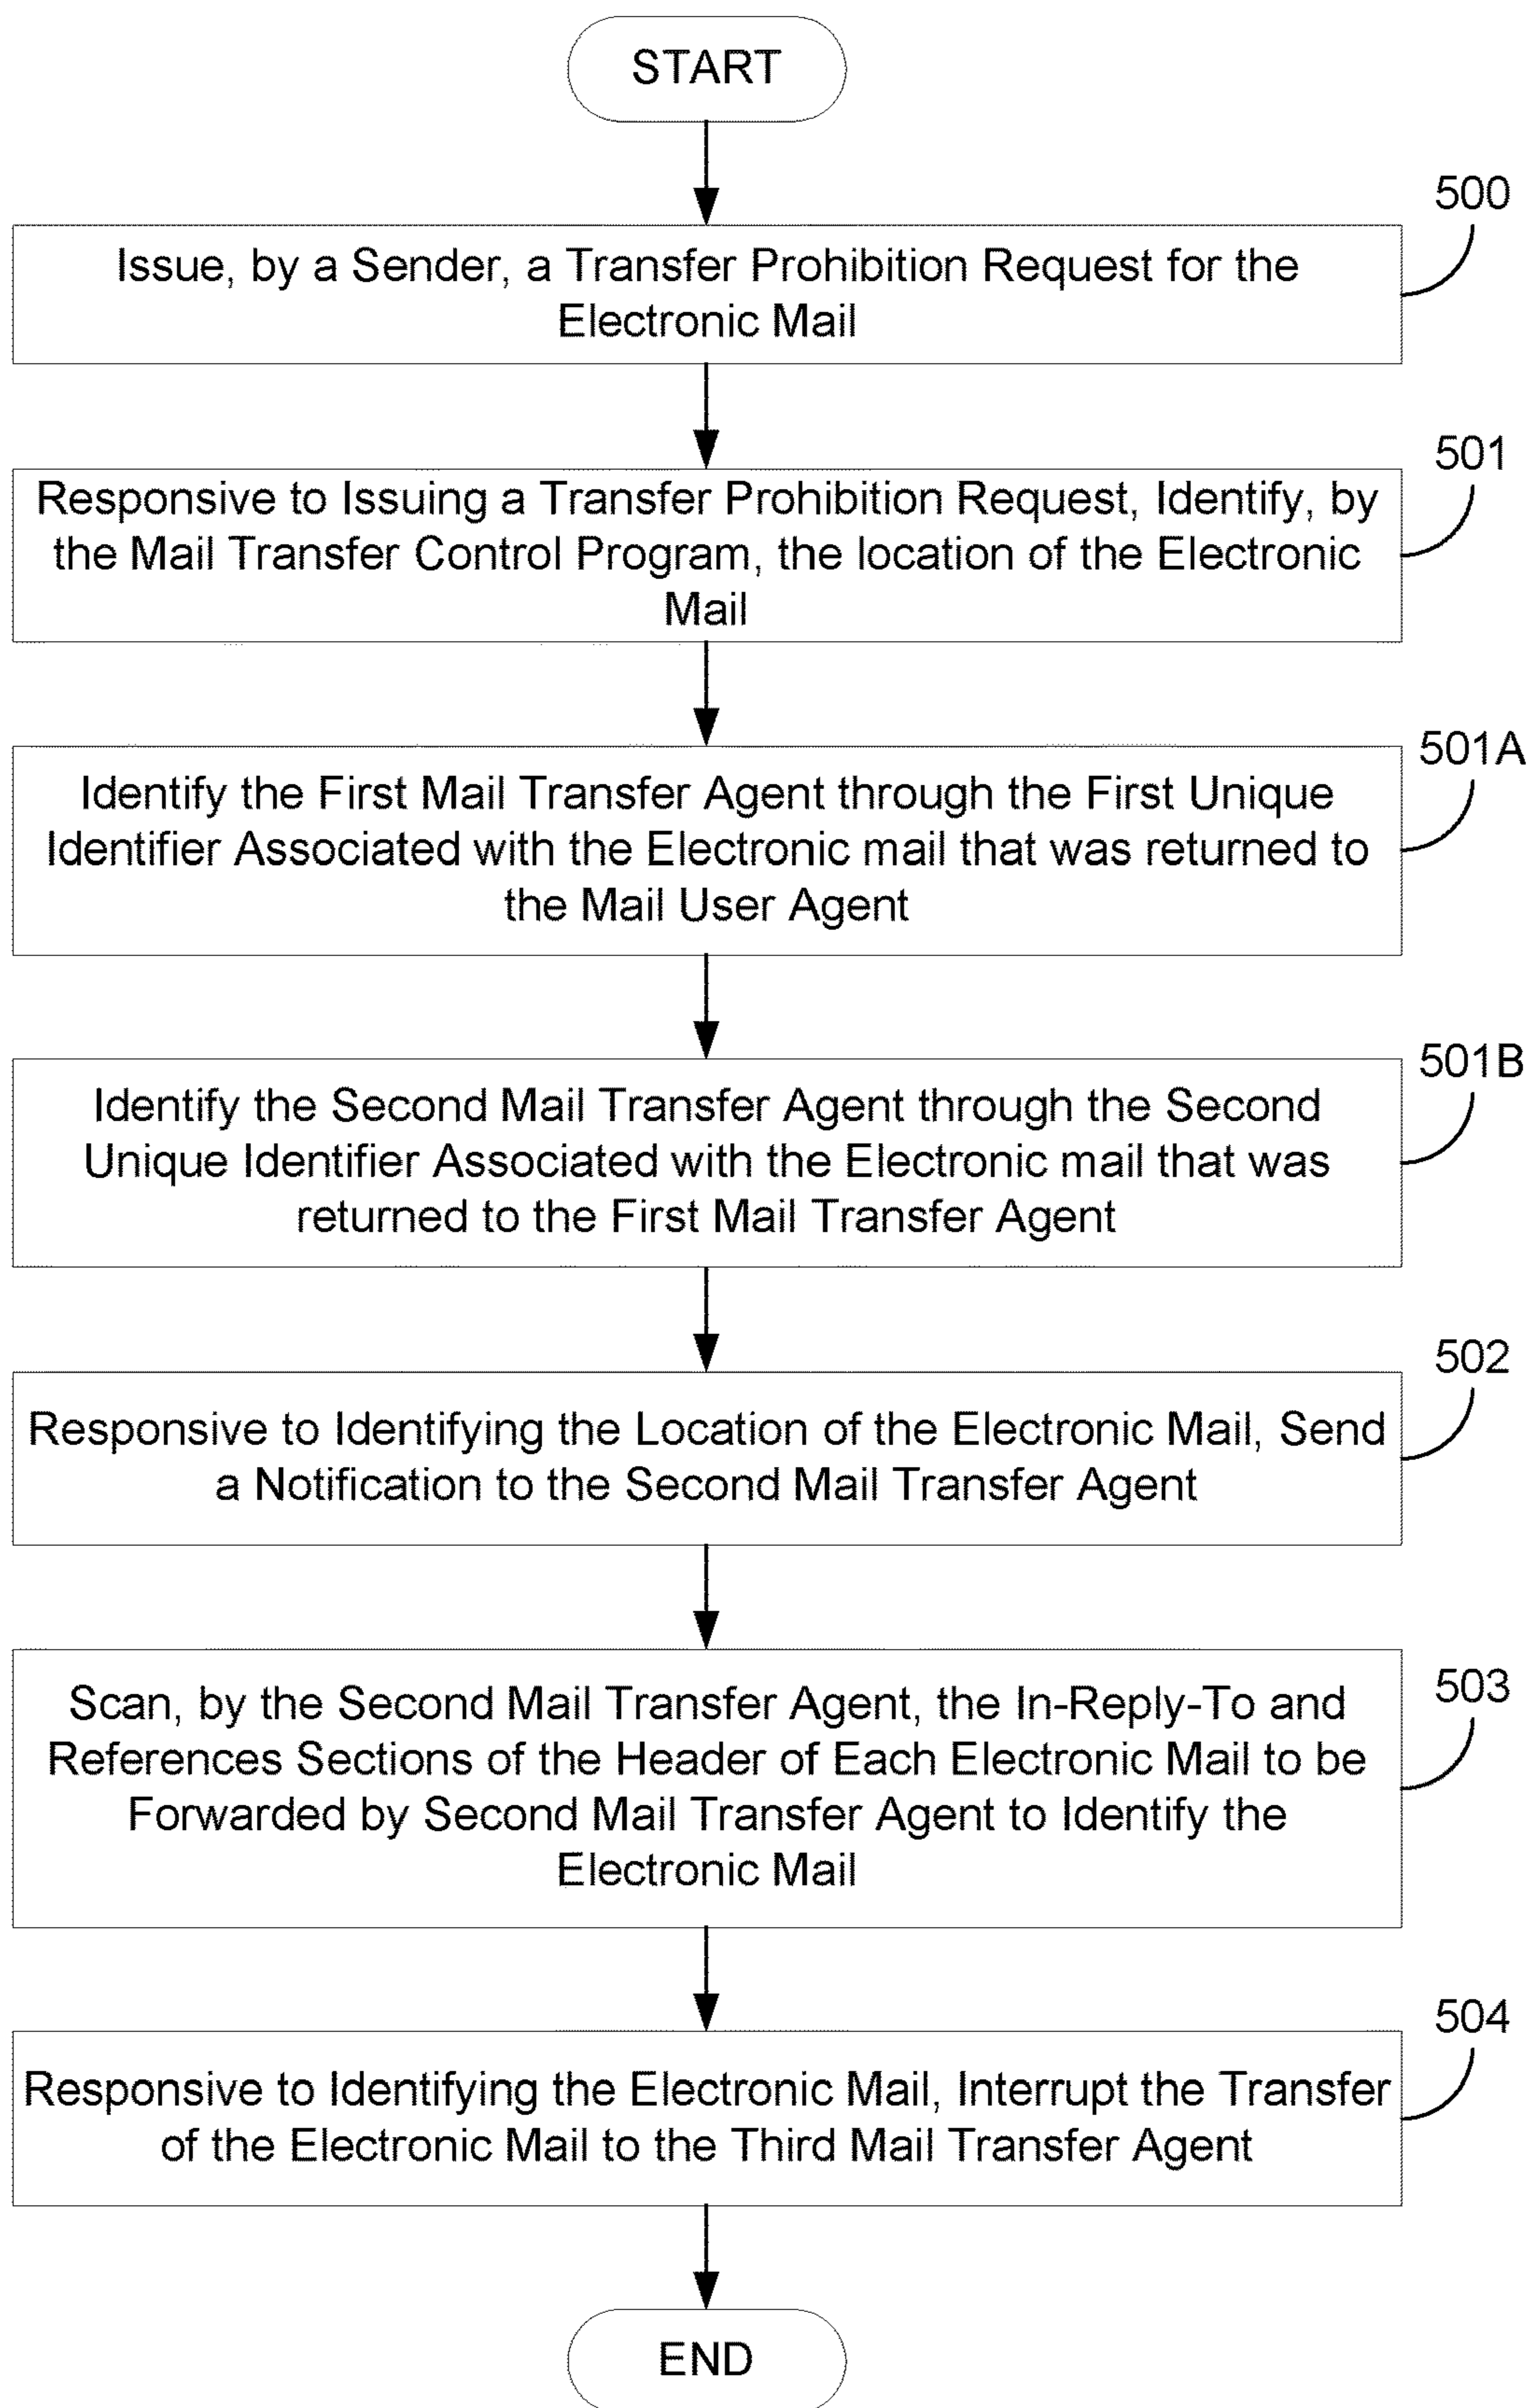 START
500
Issue, by a Sender, a Transfer Prohibition Request for the
Electronic Mail
501
Responsive to Issuing a Transfer Prohibition Request, Identify, by
the Mail Transfer Control Program, the location of the Electronic
Mail
501A
Identify the First Mail Transfer Agent through the First Unique
Identifier Associated with the Electronic mail that was returned to
the Mail User Agent
501B
Identify the Second Mail Transfer Agent through the Second
Unique Identifier Associated with the Electronic mail that was
returned to the First Mail Transfer Agent
502
Responsive to Identifying the Location of the Electronic Mail, Send
a Notification to the Second Mail Transfer Agent
503
Scan, by the Second Mail Transfer Agent, the In-Reply-To and
References Sections of the Header of Each Electronic Mail to be
Forwarded by Second Mail Transfer Agent to Identify the
Electronic Mail
504
Responsive to Identifying the Electronic Mail, Interrupt the Transfer
of the Electronic Mail to the Third Mail Transfer Agent
END